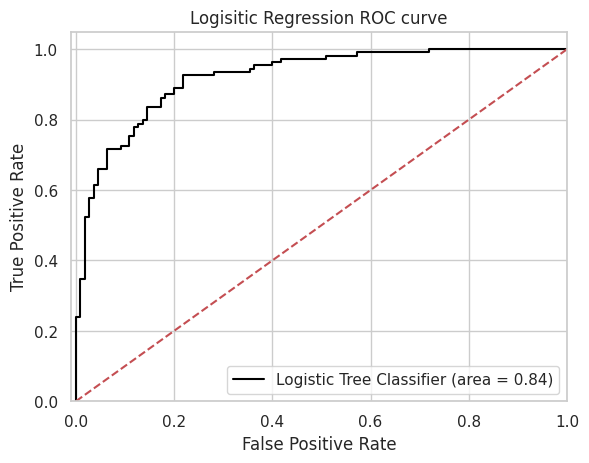 Logisitic Regression ROC curve
1.0
0.8
0.6
0.4
0.2
0.0
True Positive Rate
Logistic Tree Classifier (area = 0.84)
0.0 0.2 0.4 0.6 0.8 1.0
False Positive Rate